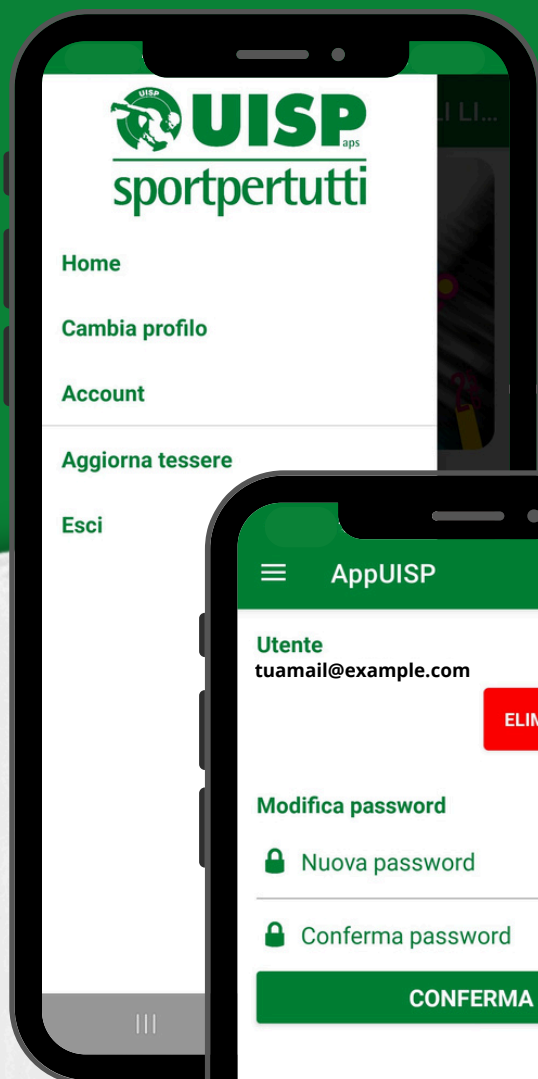 UISP
UISP
aps
sportpertutti
Home
Cambia profilo
Account
Aggiorna tessere
Esci
AppUISP
Utente
tuamail@example.com
Modifica password
Nuova password
Conferma password
CONFERMA